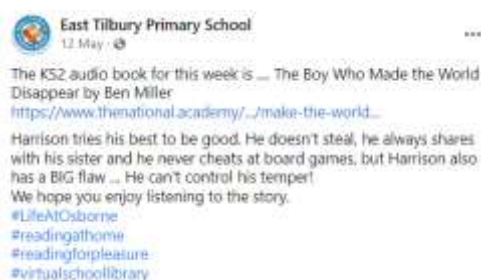 East Tilbury Primary School
12 May ·
The KS2 audio book for this week is ... The Boy Who Made the World
Disappear by Ben Miller
https://www.thenational.academy/.../make-the-world...
Harrison tries his best to be good. He doesn't steal, he always shares
with his sister and he never cheats at board games, but Harrison also
has a BIG flaw ... He can't control his temper!
We hope you enjoy listening to the story.
#LifeAtOsborne
#readingathome
#readingforpleasure
#virtualschoollibrary